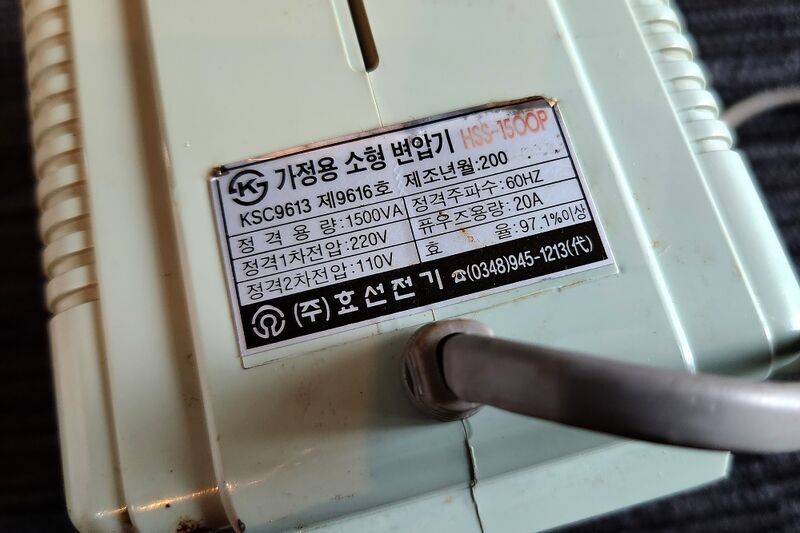 가정용 소형 변압기 HSS-1500P
KSC9613 제9616호 제조년월:200
정격용량:1500VA 정격주파수:60HZ
정격1차전압:220V 퓨우즈용량:20A
정격2차전압:110V 효율:97.1%이상
(주)효선전기 ☎(0348)945-1213(代)